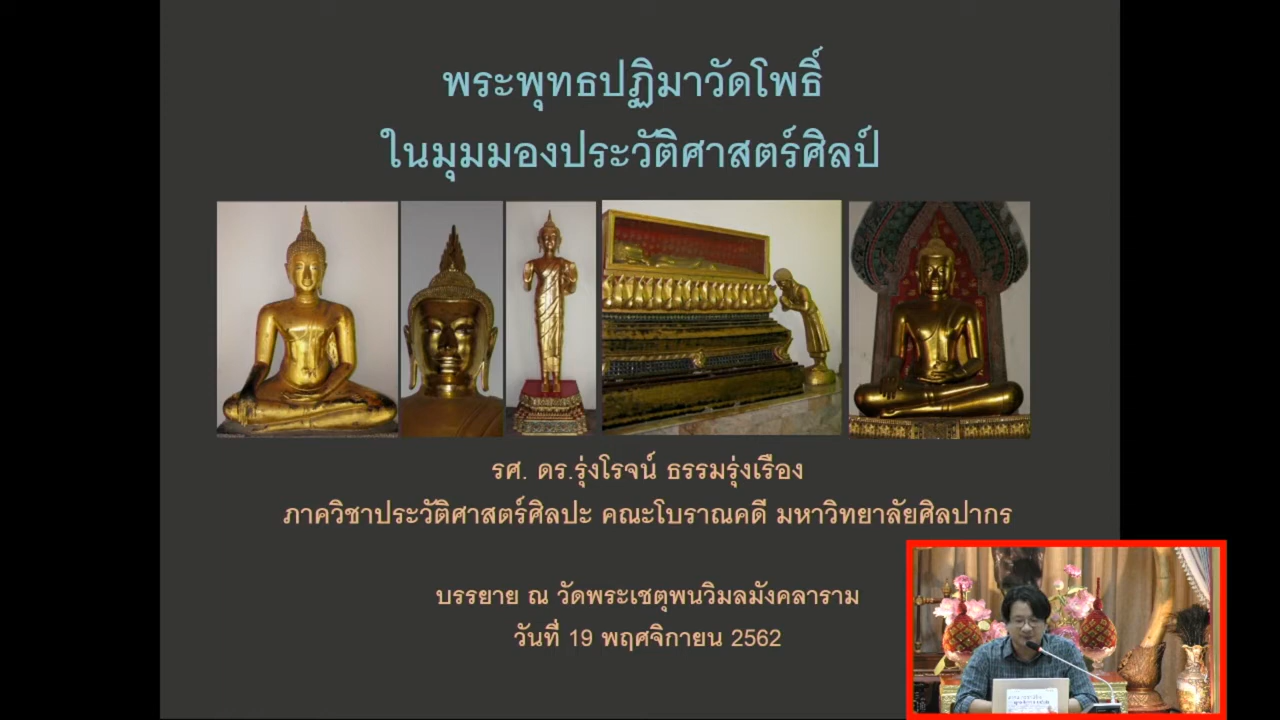 พระพุทธปฏิมาวัดโพธิ์
ในมุมมองประวัติศาสตร์ศิลป์
รศ. ดร.รุ่งโรจน์ ธรรมรุ่งเรือง
ภาควิชาประวัติศาสตร์ศิลปะ คณะโบราณคดี มหาวิทยาลัยศิลปากร
บรรยาย ณ วัดพระเชตุพนวิมลมังคลาราม
วันที่ 19 พฤศจิกายน 2562